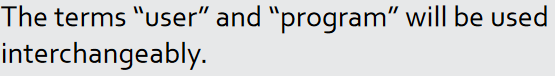 The terms “user” and “program” will be used
interchangeably.